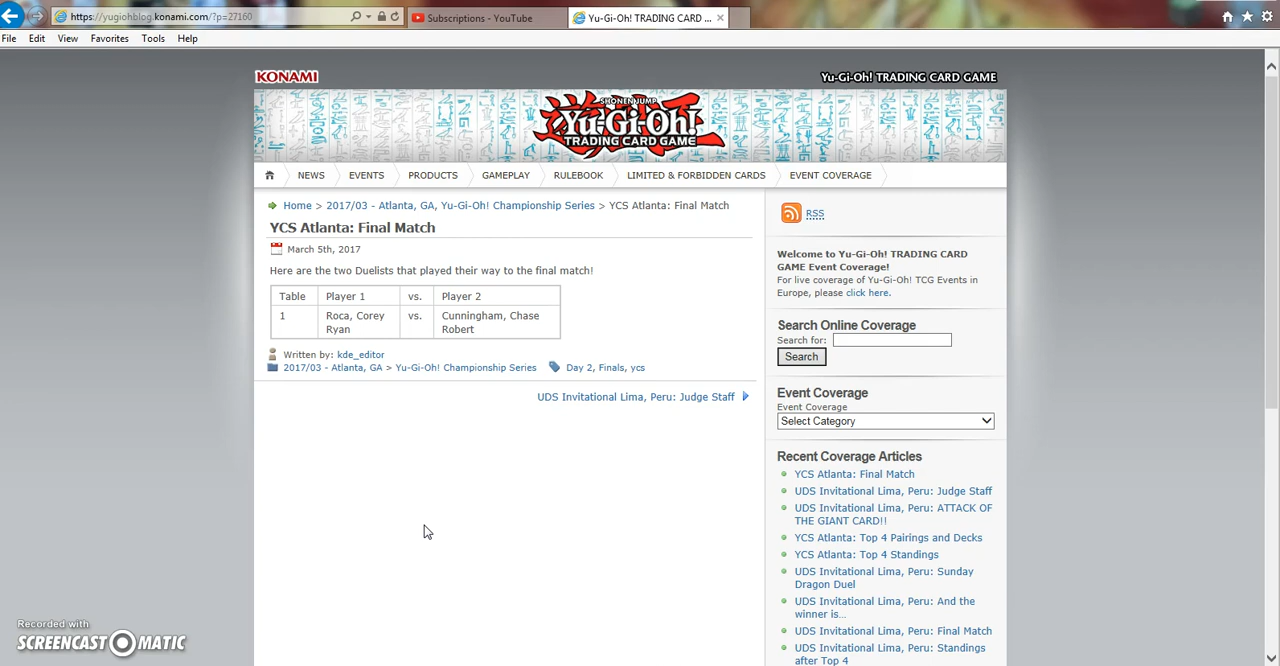 https://yugiohblog.konami.com/?p=27160
Subscriptions - YouTube
Yu-Gi-Oh! TRADING CARD ...
File Edit View Favorites Tools Help
KONAMI
Yu-Gi-Oh! TRADING CARD GAME
SHONEN JUMP
Yu-Gi-Oh!
TRADING CARD GAME
NEWS EVENTS PRODUCTS GAMEPLAY RULEBOOK LIMITED & FORBIDDEN CARDS EVENT COVERAGE
Home > 2017/03 - Atlanta, GA, Yu-Gi-Oh! Championship Series > YCS Atlanta: Final Match
YCS Atlanta: Final Match
March 5th, 2017
Here are the two Duelists that played their way to the final match!
Table Player 1 vs. Player 2
1 Roca, Corey vs. Cunningham, Chase
Ryan Robert
Written by: kde_editor
2017/03 - Atlanta, GA > Yu-Gi-Oh! Championship Series Day 2, Finals, ycs
UDS Invitational Lima, Peru: Judge Staff
RSS
Welcome to Yu-Gi-Oh! TRADING CARD
GAME Event Coverage!
For live coverage of Yu-Gi-Oh! TCG Events in
Europe, please click here.
Search Online Coverage
Search for:
Search
Event Coverage
Event Coverage
Select Category
Recent Coverage Articles
YCS Atlanta: Final Match
UDS Invitational Lima, Peru: Judge Staff
UDS Invitational Lima, Peru: ATTACK OF
THE GIANT CARD!!
YCS Atlanta: Top 4 Pairings and Decks
YCS Atlanta: Top 4 Standings
UDS Invitational Lima, Peru: Sunday
Dragon Duel
UDS Invitational Lima, Peru: And the
winner is...
UDS Invitational Lima, Peru: Final Match
UDS Invitational Lima, Peru: Standings
after Top 4
Recorded with
SCREENCAST-O-MATIC